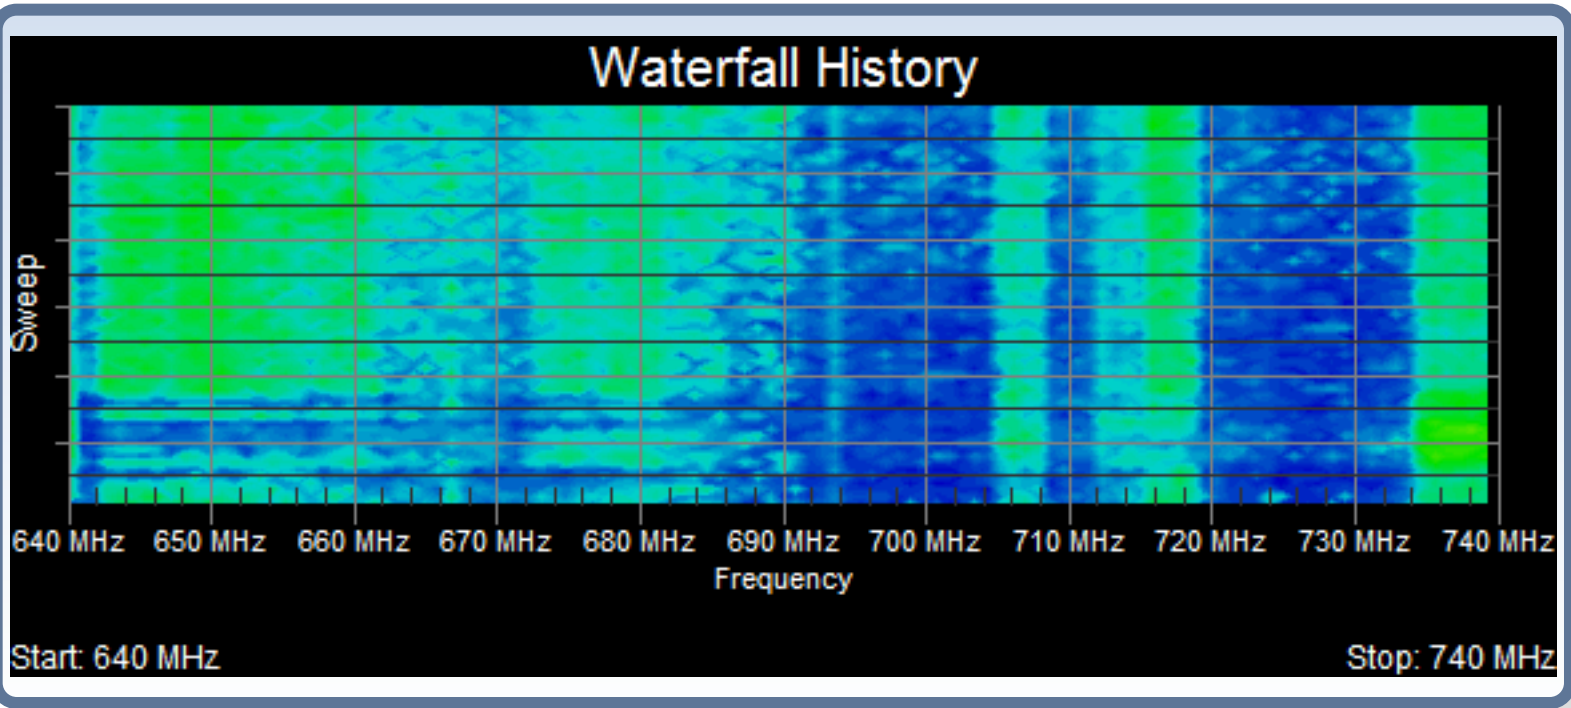 Waterfall History
Sweep
640 MHz 650 MHz 660 MHz 670 MHz 680 MHz 690 MHz 700 MHz 710 MHz 720 MHz 730 MHz 740 MHz
Frequency
Start: 640 MHz Stop: 740 MHz